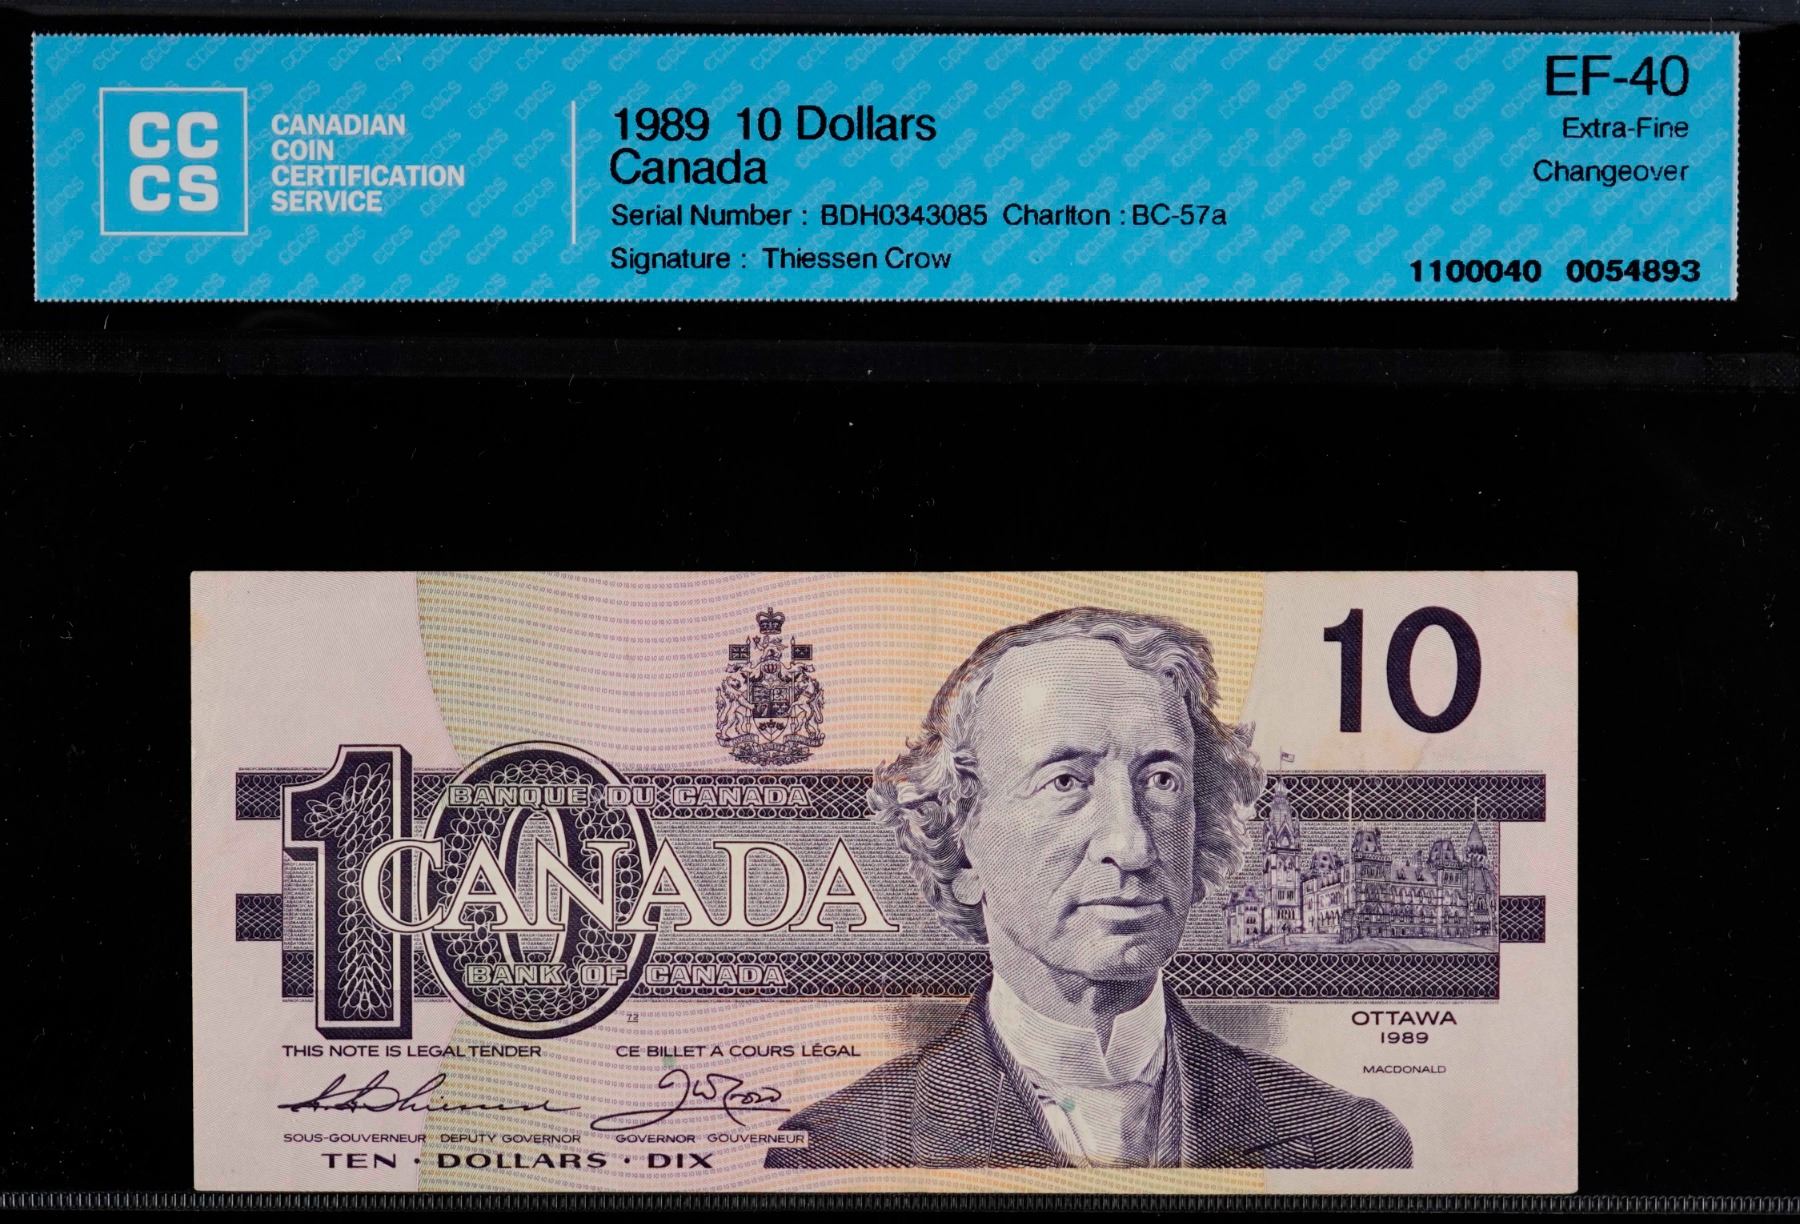 CC
CS
CANADIAN
COIN
CERTIFICATION
SERVICE
1989 10 Dollars
Canada
Serial Number : BDH0343085 Charlton : BC-57a
Signature : Thiessen Crow
EF-40
Extra-Fine
Changeover
1100040 0054893
10
10
BANQUE DU CANADA
CANADA
BANK OF CANADA
72
OTTAWA
1989
MACDONALD
THIS NOTE IS LEGAL TENDER CE BILLET A COURS LÉGAL
SOUS-GOUVERNEUR DEPUTY GOVERNOR GOVERNOR GOUVERNEUR
TEN · DOLLARS · DIX